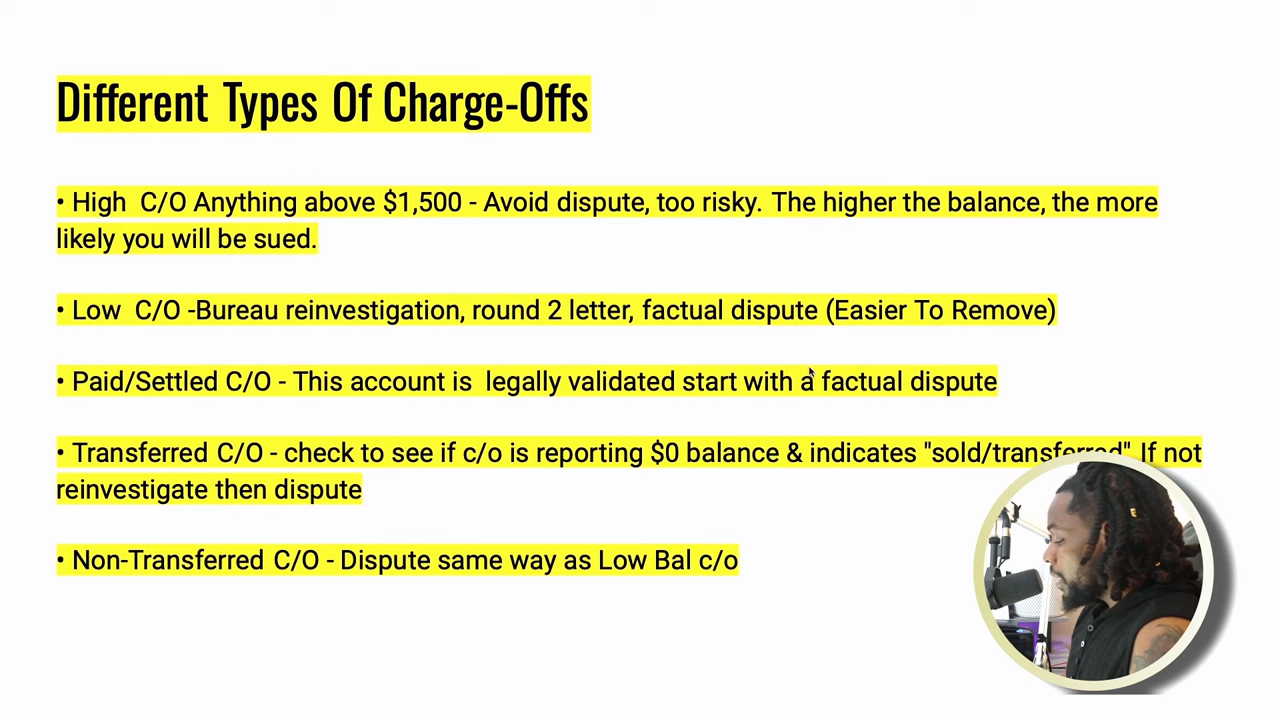 Different Types Of Charge-Offs
• High C/O Anything above $1,500 - Avoid dispute, too risky. The higher the balance, the more
likely you will be sued.
• Low C/O -Bureau reinvestigation, round 2 letter, factual dispute (Easier To Remove)
• Paid/Settled C/O - This account is legally validated start with a factual dispute
• Transferred C/O - check to see if c/o is reporting $0 balance & indicates "sold/transferred" If not
reinvestigate then dispute
• Non-Transferred C/O - Dispute same way as Low Bal c/o